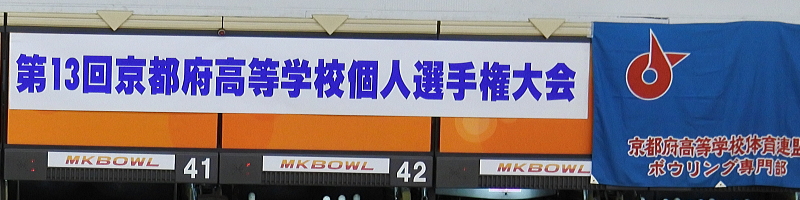 第13回京都府高等学校個人選手権大会
京都府高等学校体育連盟
ボウリング専門部
MKBOWL 41
MKBOWL 42
MKBOWL